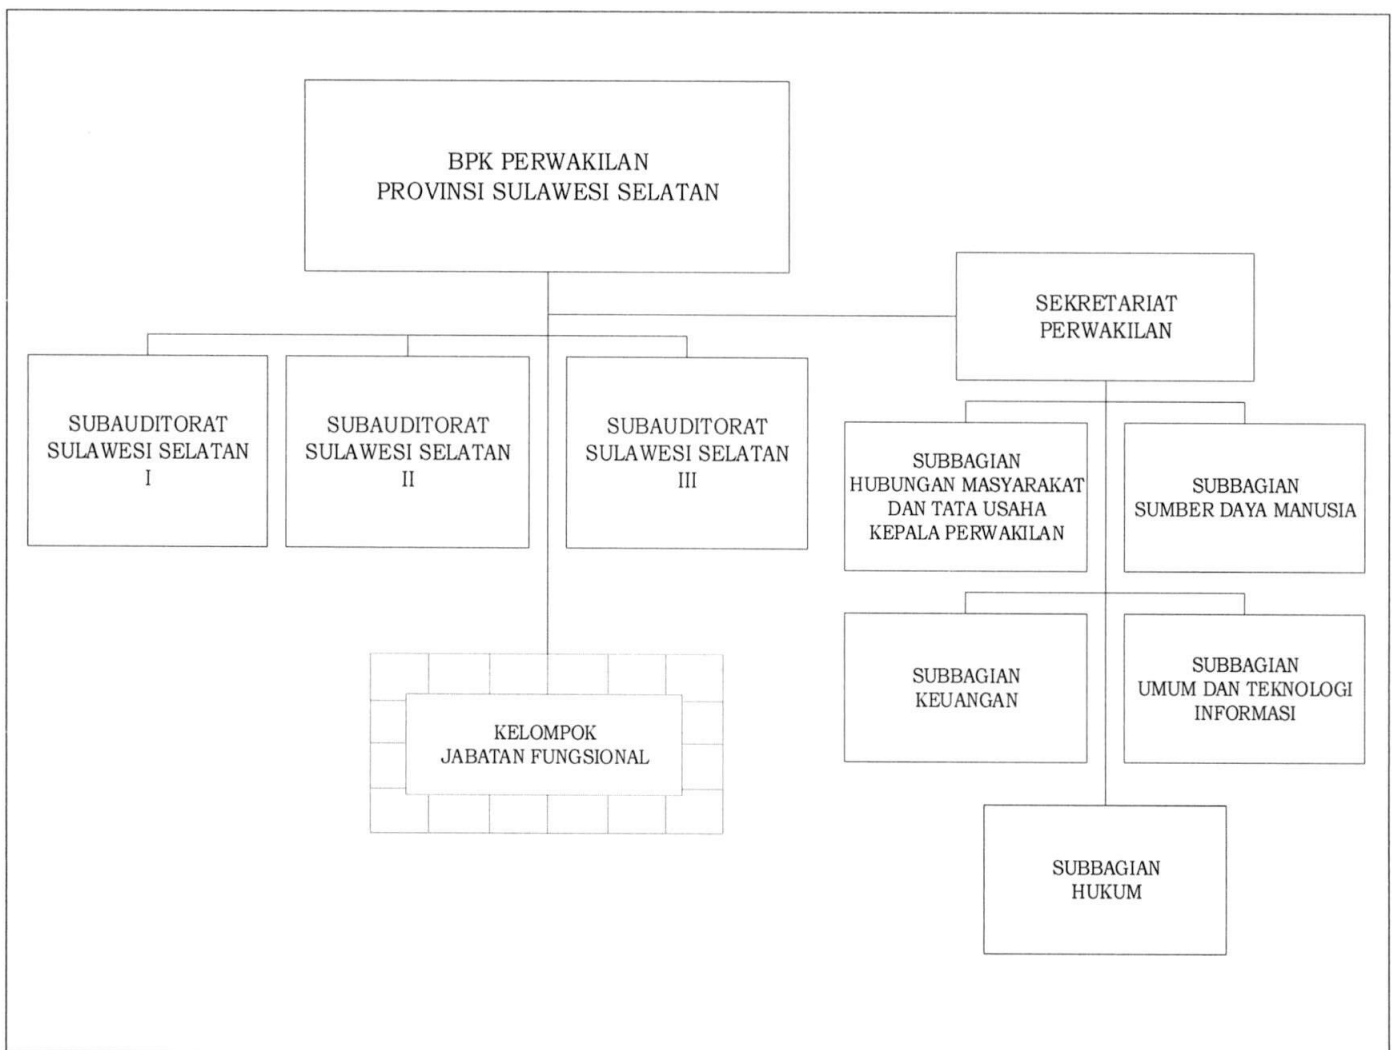 BPK PERWAKILAN
PROVINSI SULAWESI SELATAN
SEKRETARIAT
PERWAKILAN
SUBAUDITORAT
SULAWESI SELATAN
I
SUBAUDITORAT
SULAWESI SELATAN
II
SUBAUDITORAT
SULAWESI SELATAN
III
SUBBAGIAN
HUBUNGAN MASYARAKAT
DAN TATA USAHA
KEPALA PERWAKILAN
SUBBAGIAN
SUMBER DAYA MANUSIA
SUBBAGIAN
KEUANGAN
SUBBAGIAN
UMUM DAN TEKNOLOGI
INFORMASI
KELOMPOK
JABATAN FUNGSIONAL
SUBBAGIAN
HUKUM